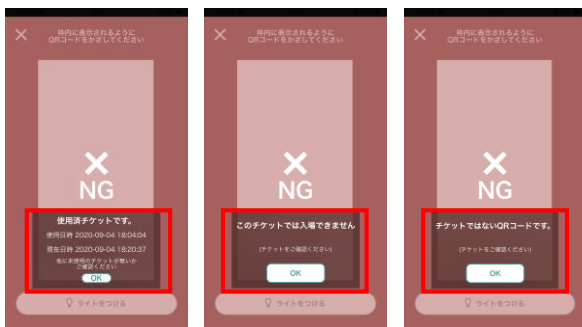 枠内に表示されるように
QRコードをかざしてください
×
NG
使用済チケットです。
使用日時 2020-09-04 18:04:04
現在日時 2020-09-04 18:20:37
他に未使用のチケットが無いか
ご確認ください
OK
ライトをつける
枠内に表示されるように
QRコードをかざしてください
×
NG
このチケットでは入場できません
(チケットをご確認ください)
OK
ライトをつける
枠内に表示されるように
QRコードをかざしてください
×
NG
チケットではないQRコードです。
(チケットをご確認ください)
OK
ライトをつける